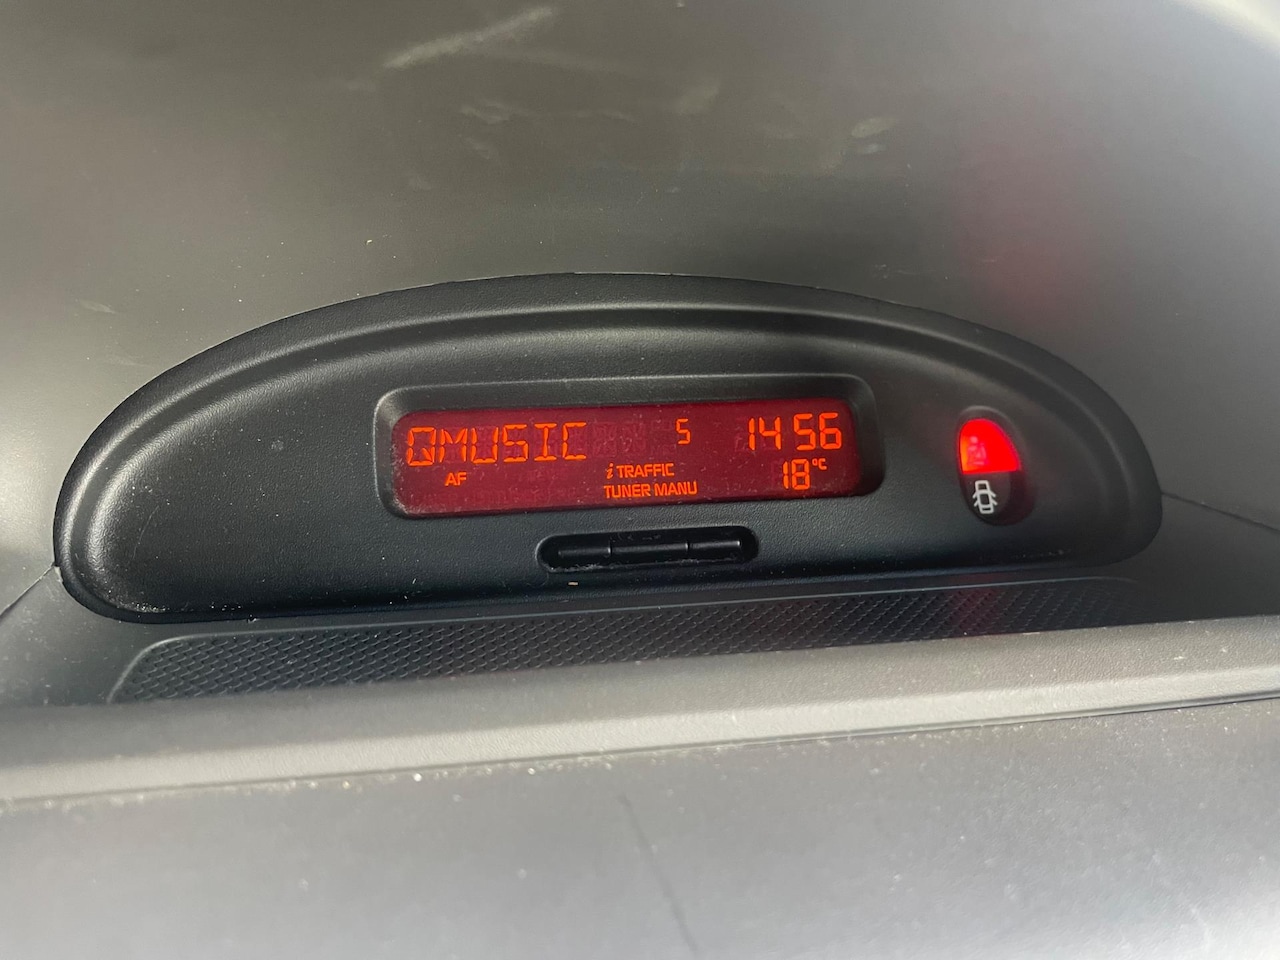 QMUSIC 5 14 56
AF i TRAFFIC 18°C
TUNER MANU